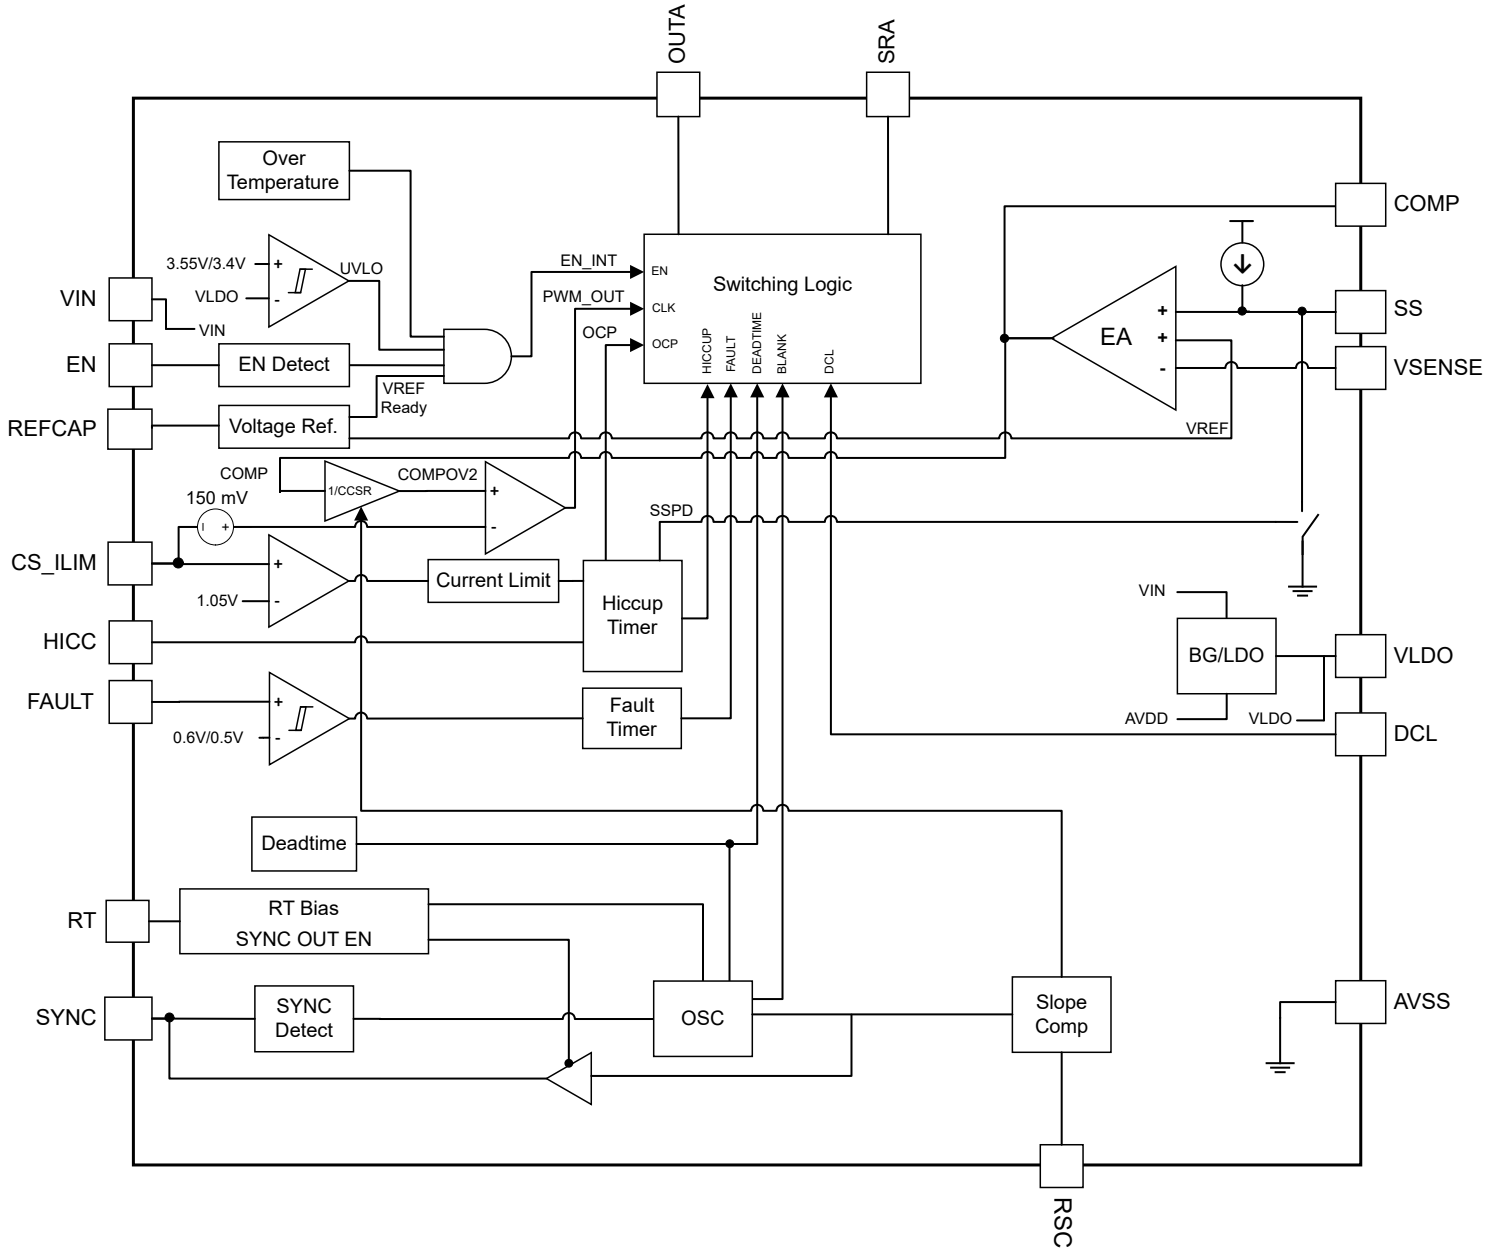 OUTA
SRA
Over
Temperature
COMP
3.55V/3.4V
+
UVLO
VLDO
-
VIN
VIN
EN_INT
EN
Switching Logic
PWM_OUT
CLK
OCP
OCP
HICCUP
FAULT
DEADTIME
BLANK
DCL
+
SS
EA
+
-
VSENSE
EN
EN Detect
VREF
Ready
REFCAP
Voltage Ref.
VREF
COMP
1/CCSR
COMPOV2
+
-
150 mV
- +
SSPD
CS_ILIM
+
1.05V
-
Current Limit
Hiccup
Timer
HICC
VIN
BG/LDO
VLDO
AVDD
VLDO
FAULT
+
0.6V/0.5V
-
Fault
Timer
DCL
Deadtime
RT
RT Bias
SYNC OUT EN
SYNC
SYNC
Detect
OSC
Slope
Comp
AVSS
RSC